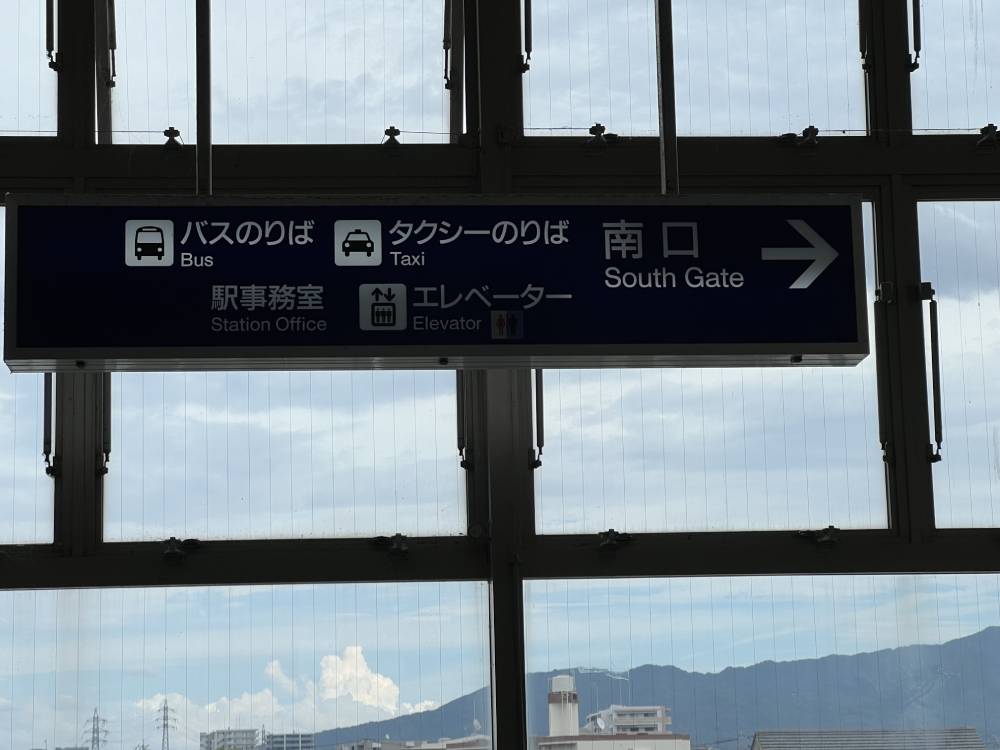 バスのりば
Bus
タクシーのりば
Taxi
南口
South Gate
駅事務室
Station Office
エレベーター
Elevator